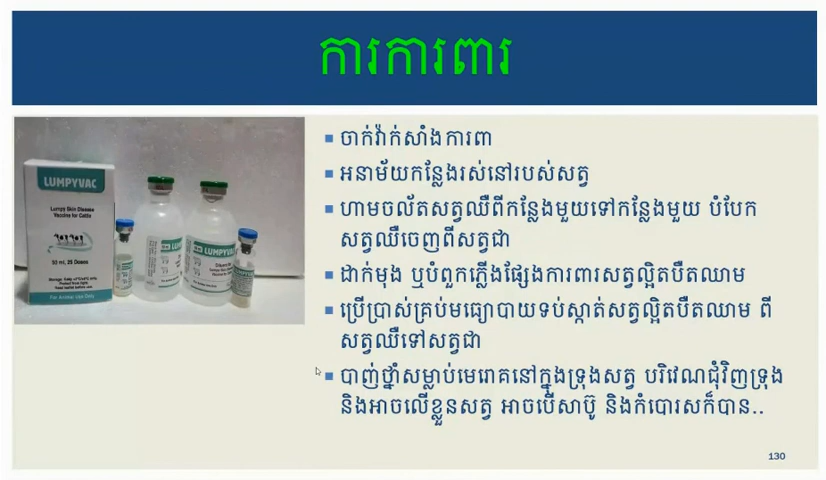 ការការពារ
LUMPYVAC
Lumpy Skin Disease
Vaccine for Cattle
50 ml, 25 Doses
For Animal Use Only
ចាក់វ៉ាក់សាំងការពា
អនាម័យកន្លែងរស់នៅរបស់សត្វ
ហាមចល័តសត្វឈឺពីកន្លែងមួយទៅកន្លែងមួយ បំបែក
សត្វឈឺចេញពីសត្វជា
ដាក់មុង ឬបំពួកភ្លើងផ្សែងការពារសត្វល្អិតបឺតឈាម
ប្រើប្រាស់គ្រប់មធ្យោបាយទប់ស្កាត់សត្វល្អិតបឺតឈាម ពី
សត្វឈឺទៅសត្វជា
បាញ់ថ្នាំសម្លាប់មេរោគនៅក្នុងទ្រុងសត្វ បរិវេណជុំវិញទ្រុង
និងអាចលើខ្លួនសត្វ អាចបើសាប៊ូ និងកំបោរសក៏បាន..
130